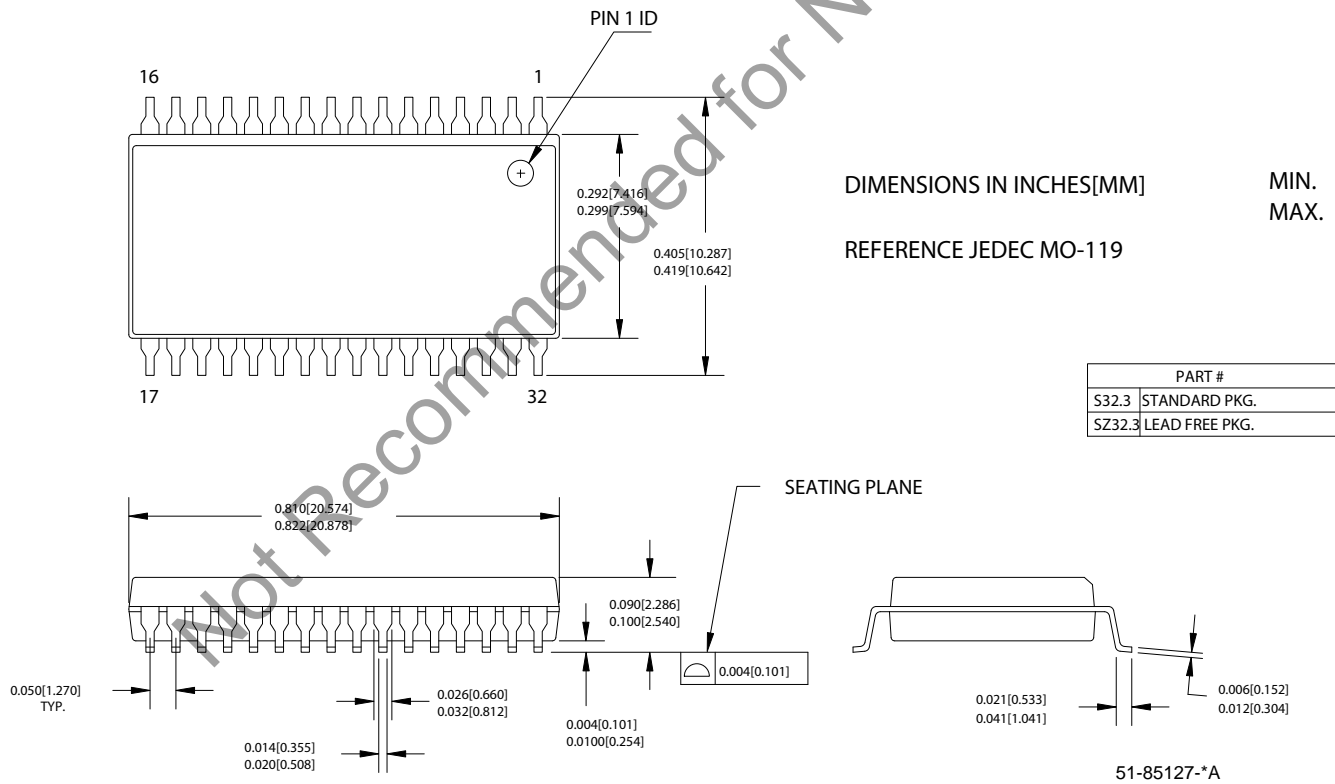 PIN 1 ID
16
1
0.292[7.416]
0.299[7.594]
0.405[10.287]
0.419[10.642]
17
32
DIMENSIONS IN INCHES[MM]
MIN.
MAX.
REFERENCE JEDEC MO-119
PART #
S32.3 STANDARD PKG.
SZ32.3 LEAD FREE PKG.
SEATING PLANE
0.810[20.574]
0.822[20.878]
0.090[2.286]
0.100[2.540]
0.004[0.101]
0.050[1.270]
TYP.
0.026[0.660]
0.032[0.812]
0.014[0.355]
0.020[0.508]
0.004[0.101]
0.0100[0.254]
0.021[0.533]
0.041[1.041]
0.006[0.152]
0.012[0.304]
51-85127-*A
Not Recommended for N